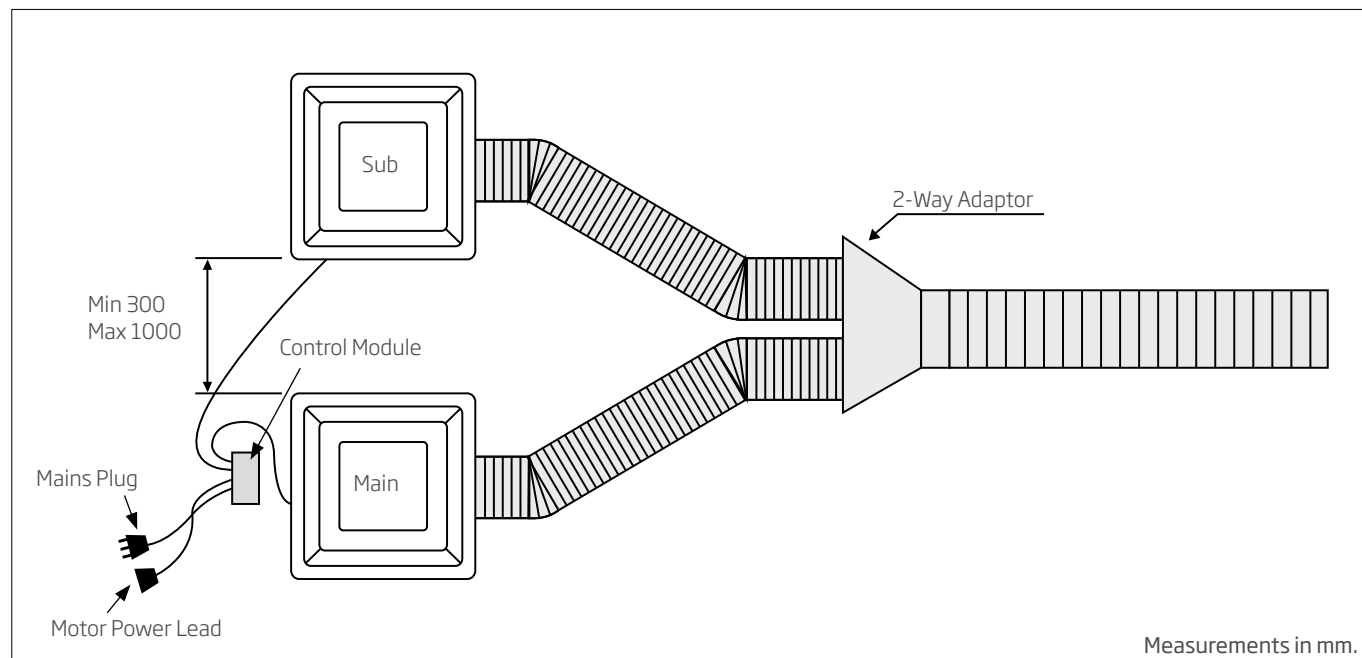 Sub
2-Way Adaptor
Min 300
Max 1000
Control Module
Mains Plug
Main
Motor Power Lead
Measurements in mm.